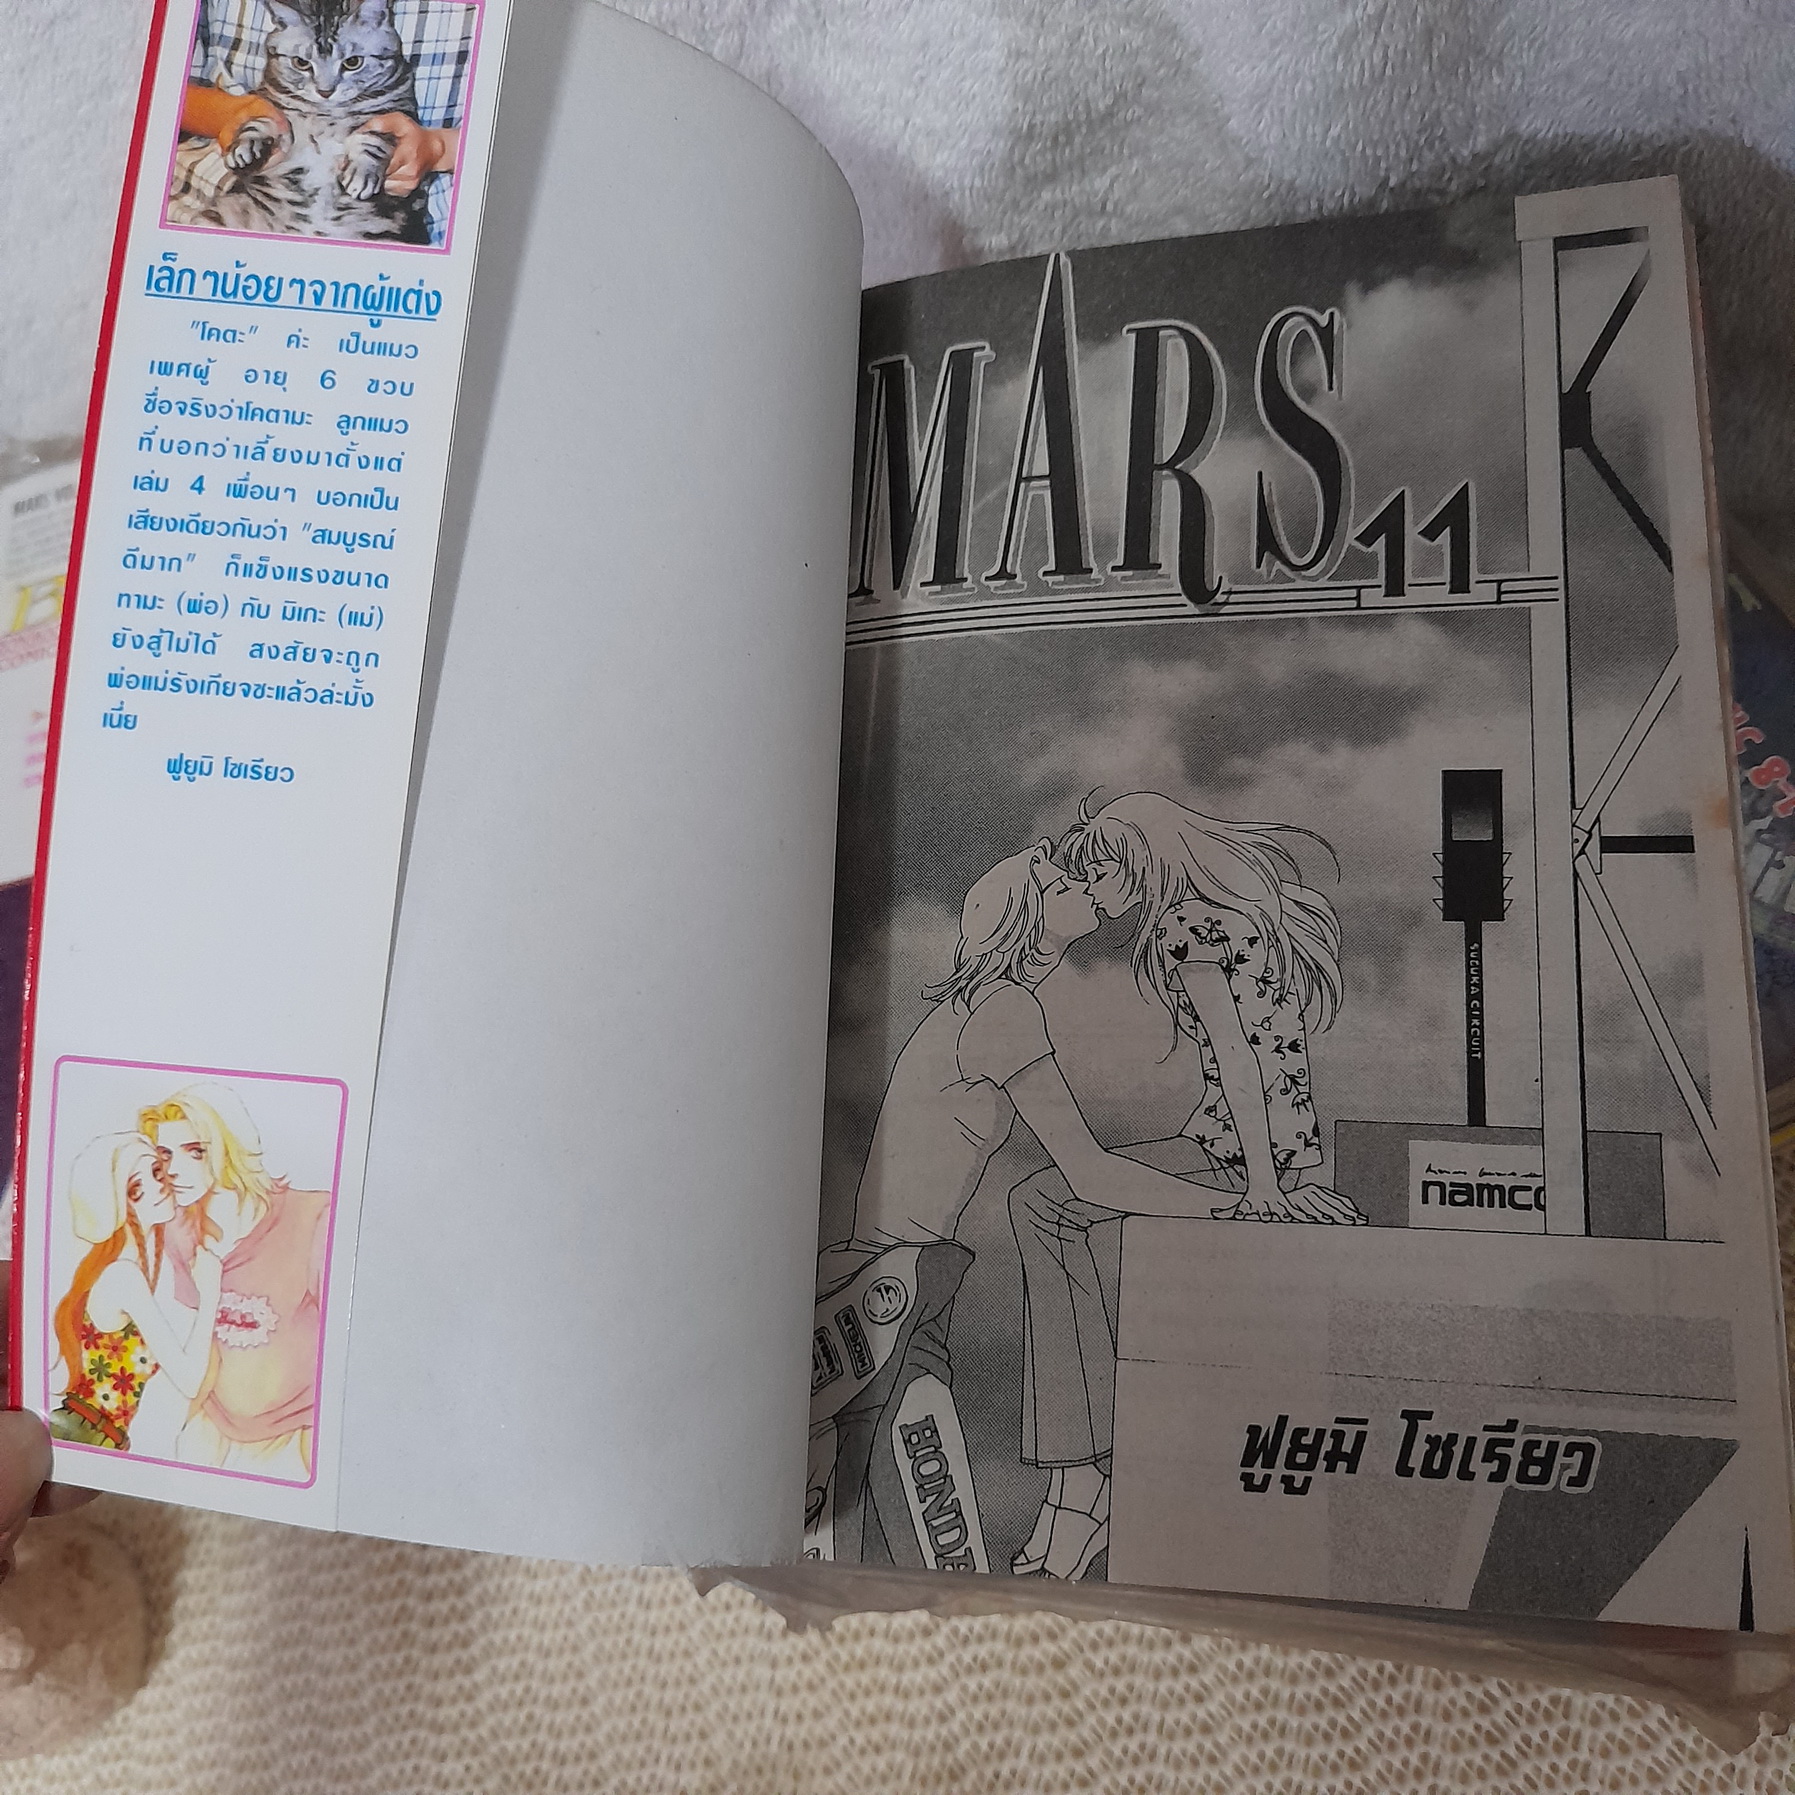 เล็กๆน้อยๆจากผู้แต่ง
"โคตะ" ค่ะ เป็นแมว
เพศผู้ อายุ 6 ขวบ
ชื่อจริงว่าโคตามะ ลูกแมว
ที่บอกว่าเลี้ยงมาตั้งแต่
เล่ม 4 เพื่อนๆ บอกเป็น
เสียงเดียวกันว่า "สมบูรณ์
ดีมาก" ก็แข็งแรงขนาด
ทามะ (พ่อ) กับ มิเกะ (แม่)
ยังสู้ไม่ได้ สงสัยจะถูก
พ่อแม่รังเกียจซะแล้วล่ะมั้ง
เนี่ย
ฟูยูมิ โซเรียว
MARS 11
SUZUKA CIRCUIT
namco
MICHELIN
HONDA
ฟูยูมิ โซเรียว